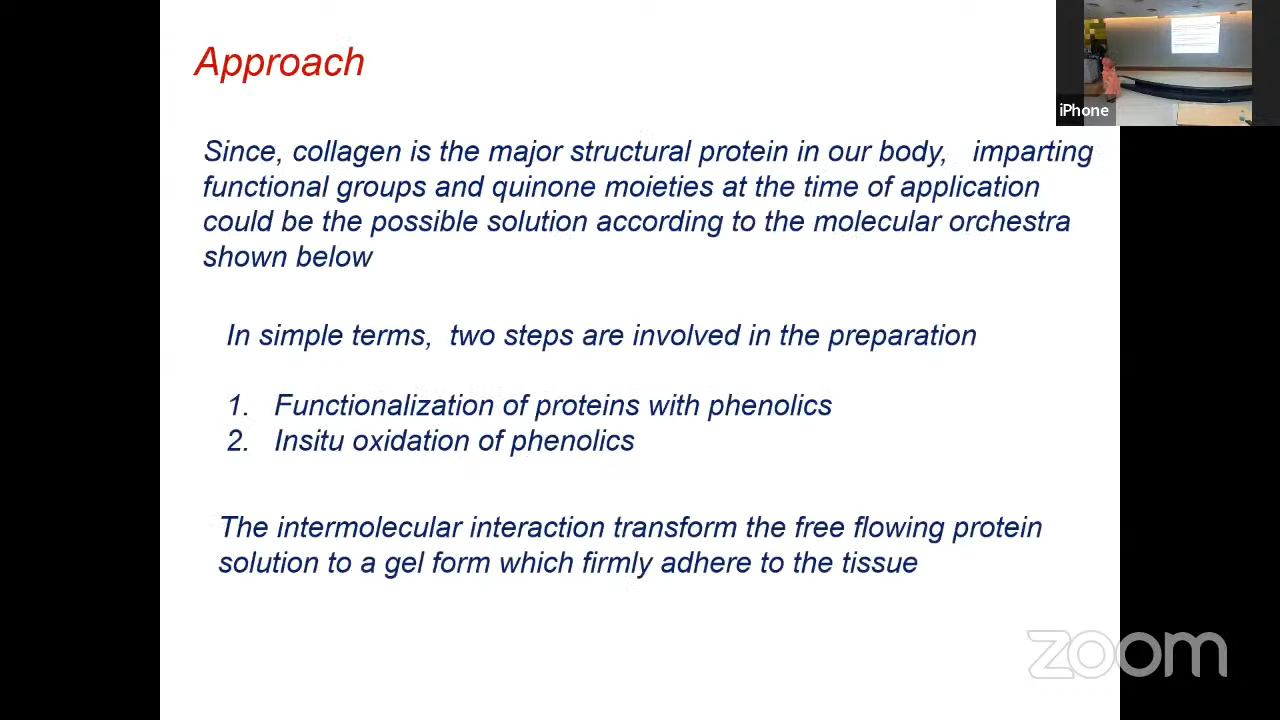 Approach
iPhone
Since, collagen is the major structural protein in our body, imparting
functional groups and quinone moieties at the time of application
could be the possible solution according to the molecular orchestra
shown below
In simple terms, two steps are involved in the preparation
1. Functionalization of proteins with phenolics
2. Insitu oxidation of phenolics
The intermolecular interaction transform the free flowing protein
solution to a gel form which firmly adhere to the tissue
zoom